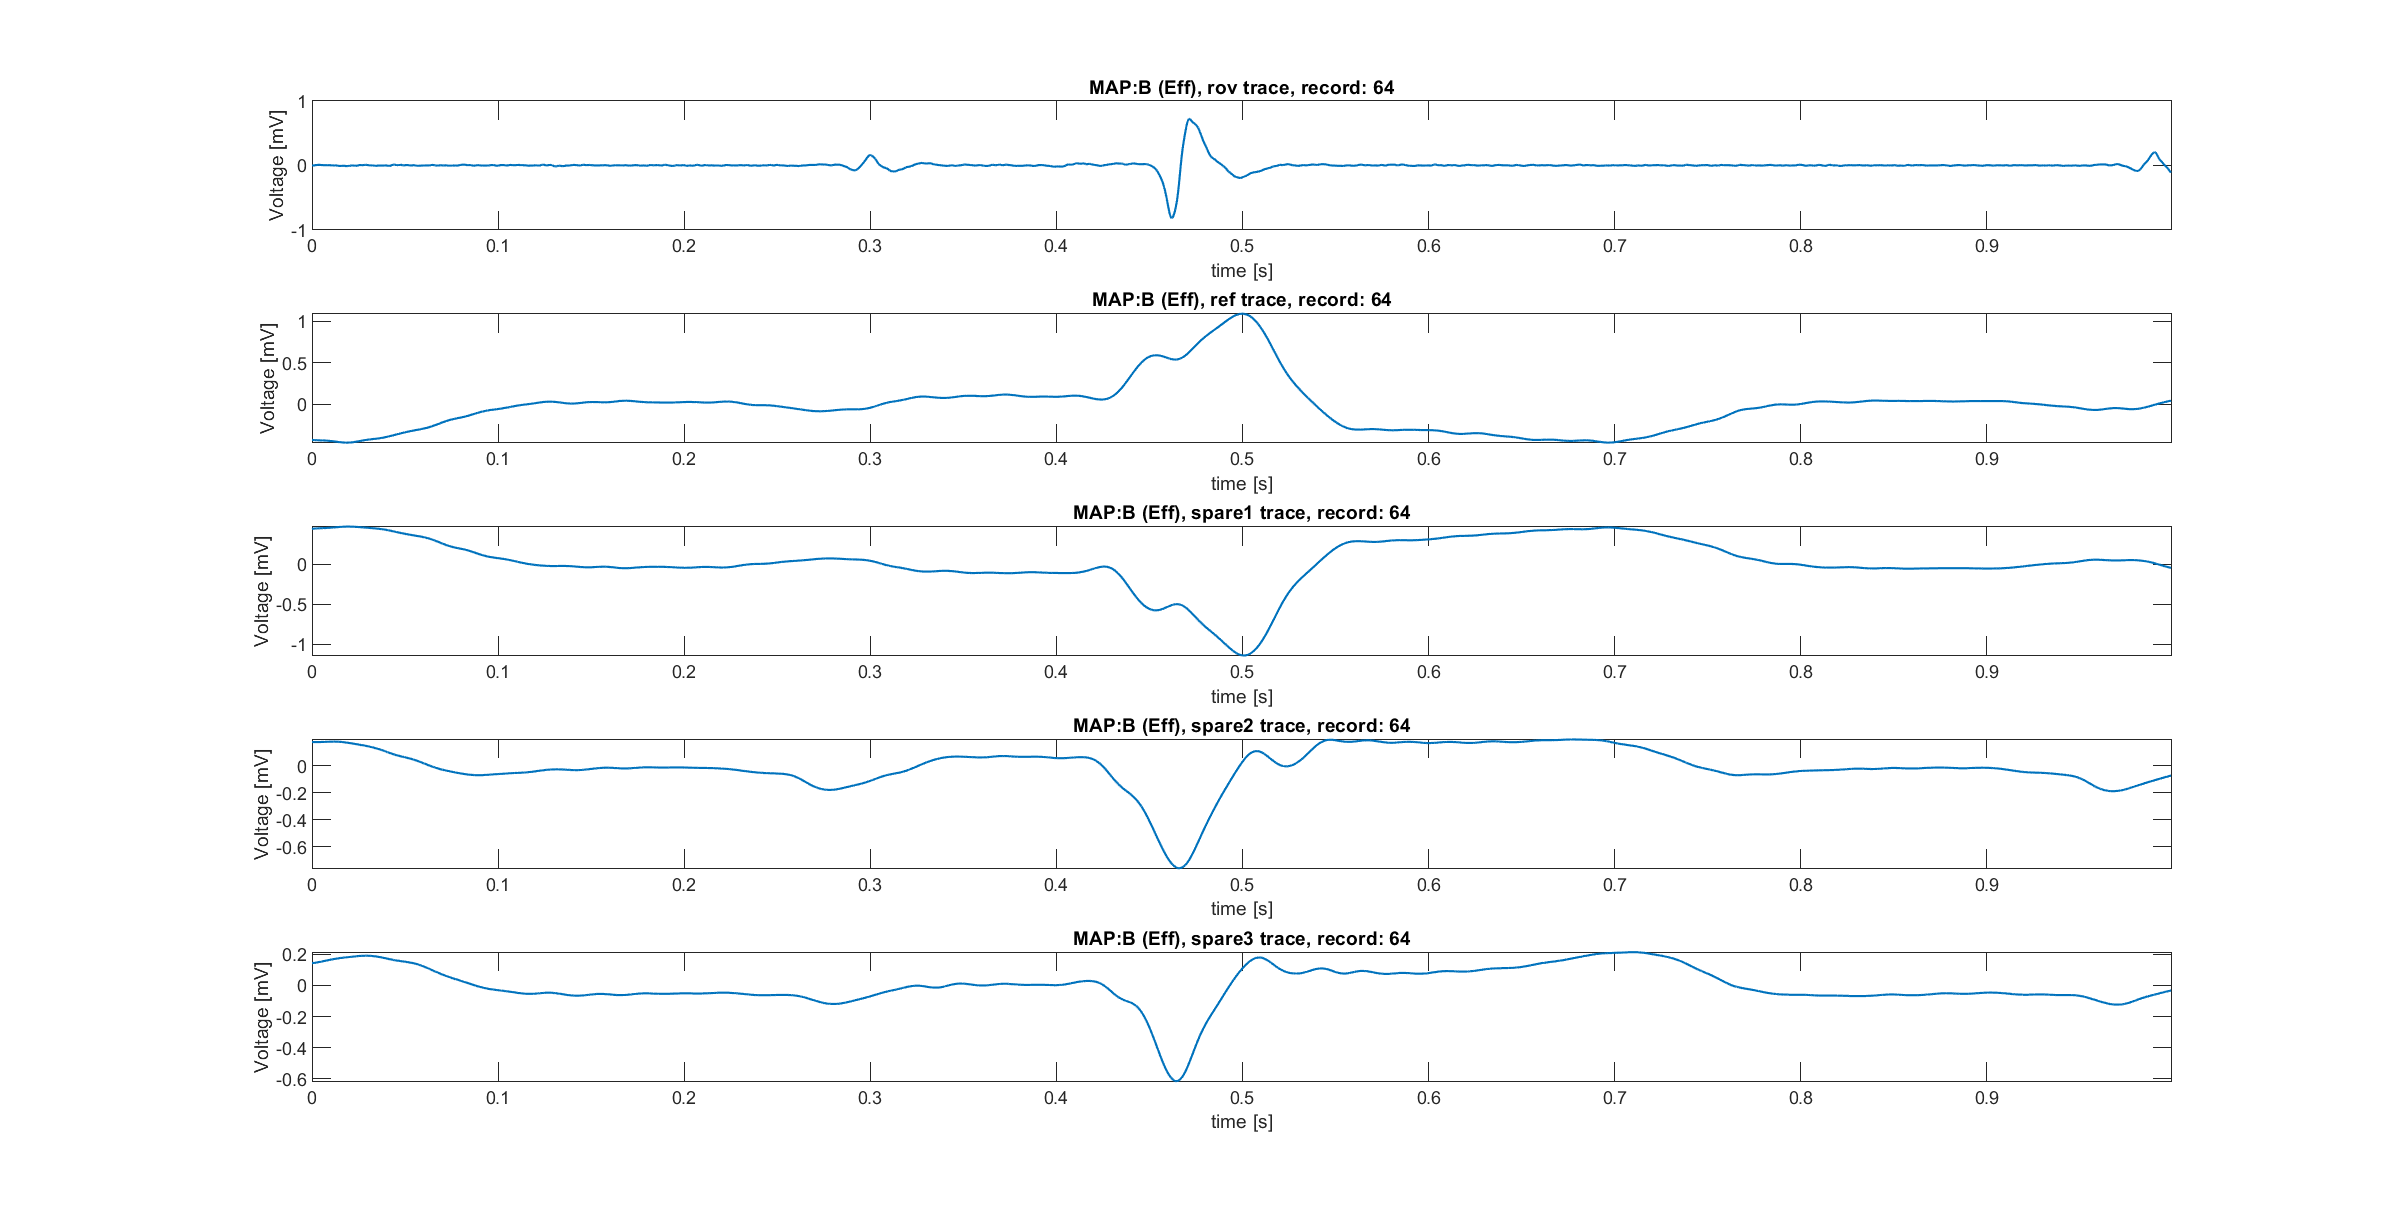 MAP:B (Eff), rov trace, record: 64
Voltage [mV]
1
0
-1
0 0.1 0.2 0.3 0.4 0.5 0.6 0.7 0.8 0.9
time [s]
MAP:B (Eff), ref trace, record: 64
Voltage [mV]
1
0.5
0
0 0.1 0.2 0.3 0.4 0.5 0.6 0.7 0.8 0.9
time [s]
MAP:B (Eff), spare1 trace, record: 64
Voltage [mV]
0
-0.5
-1
0 0.1 0.2 0.3 0.4 0.5 0.6 0.7 0.8 0.9
time [s]
MAP:B (Eff), spare2 trace, record: 64
Voltage [mV]
0
-0.2
-0.4
-0.6
0 0.1 0.2 0.3 0.4 0.5 0.6 0.7 0.8 0.9
time [s]
MAP:B (Eff), spare3 trace, record: 64
Voltage [mV]
0.2
0
-0.2
-0.4
-0.6
0 0.1 0.2 0.3 0.4 0.5 0.6 0.7 0.8 0.9
time [s]